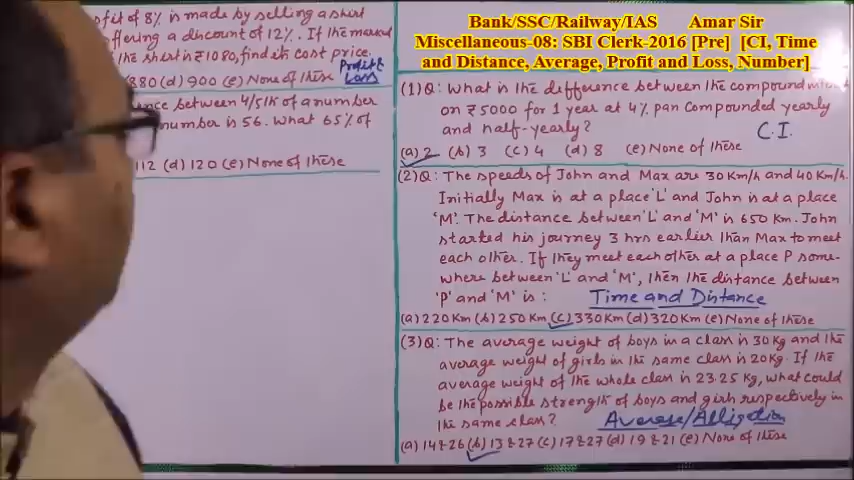 Bank/SSC/Railway/IAS Amar Sir
Miscellaneous-08: SBI Clerk-2016 [Pre] [CI, Time
and Distance, Average, Profit and Loss, Number]
ofit of 8% is made by selling a shirt
ffering a discount of 12%. If the marked
the shirt is ₹1080, find its cost price.
880 (d) 900 (e) None of these Profit & Loss
ence between 4/5th of a number
number is 56. What 65% of
112 (d) 120 (e) None of these
(1) Q: What is the difference between the compound
on ₹5000 for 1 year at 4% pan compounded yearly
and half-yearly? C.I.
(a) 2 (b) 3 (c) 4 (d) 8 (e) None of these
(2) Q: The speeds of John and Max are 30 Km/h and 40 Km/h.
Initially Max is at a place 'L' and John is at a place
'M'. The distance between 'L' and 'M' is 650 Km. John
started his journey 3 hrs earlier than Max to meet
each other. If they meet each other at a place P some-
where between 'L' and 'M', then the distance between
'P' and 'M' is: Time and Distance
(a) 220 Km (b) 250 Km (c) 330 Km (d) 320 Km (e) None of these
(3) Q: The average weight of boys in a class is 30 Kg and the
average weight of girls in the same class is 20 Kg. If the
average weight of the whole class is 23.25 Kg, what could
be the possible strength of boys and girls respectively in
the same class? Average/Alligation
(a) 14 & 26 (b) 13 & 27 (c) 17 & 27 (d) 19 & 21 (e) None of these